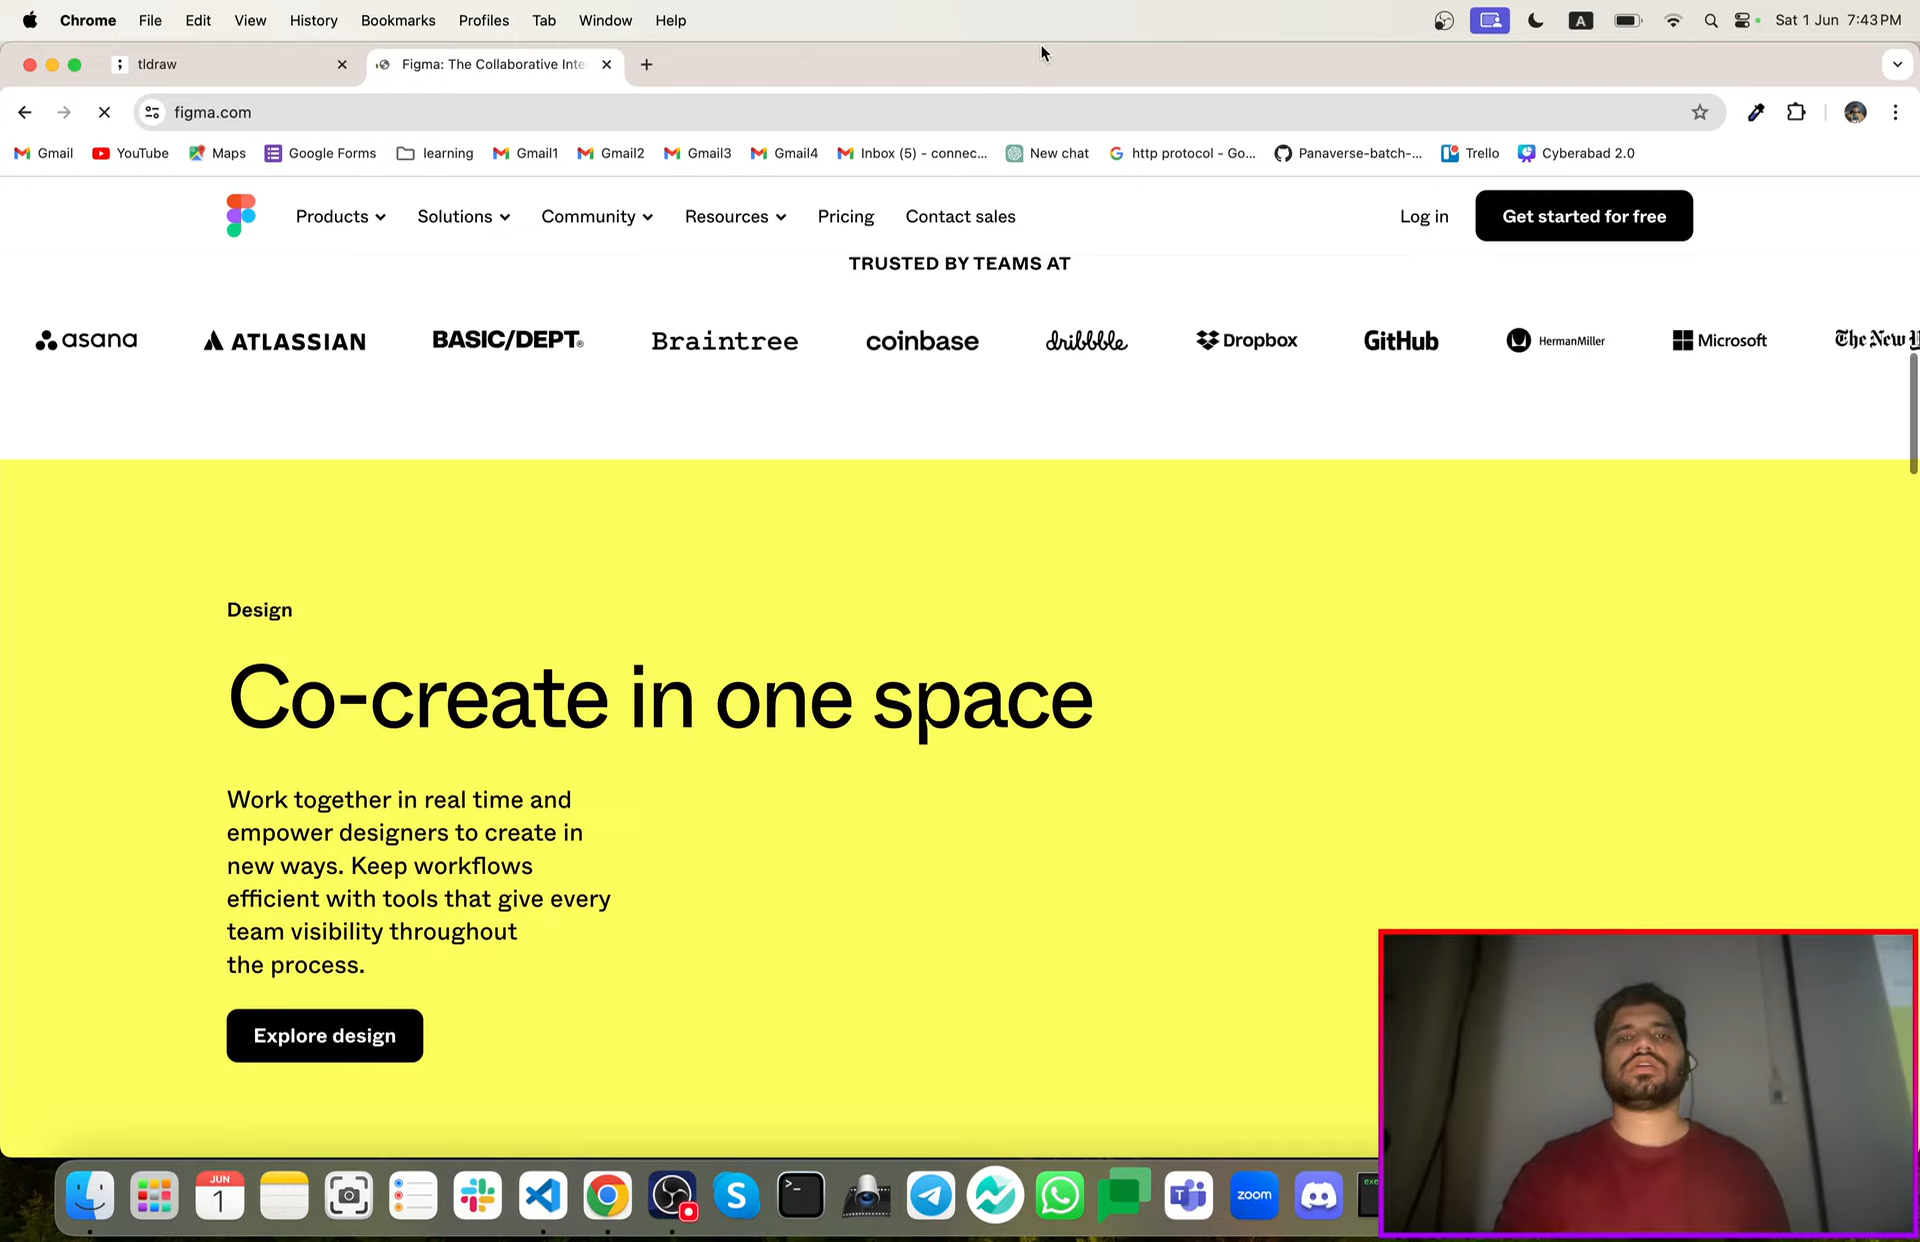 Chrome File Edit View History Bookmarks Profiles Tab Window Help
A Sat 1 Jun 7:43 PM
tldraw
Figma: The Collaborative Inte
figma.com
Gmail YouTube Maps Google Forms learning Gmail1 Gmail2 Gmail3 Gmail4 Inbox (5) - connec... New chat http protocol - Go... Panaverse-batch-... Trello Cyberabad 2.0
Products Solutions Community Resources Pricing Contact sales Log in Get started for free
TRUSTED BY TEAMS AT
asana ATLASSIAN BASIC/DEPT® Braintree coinbase dribbble Dropbox GitHub HermanMiller Microsoft The New
Design
Co-create in one space
Work together in real time and
empower designers to create in
new ways. Keep workflows
efficient with tools that give every
team visibility throughout
the process.
Explore design
JUN
1
S
zoom
exe